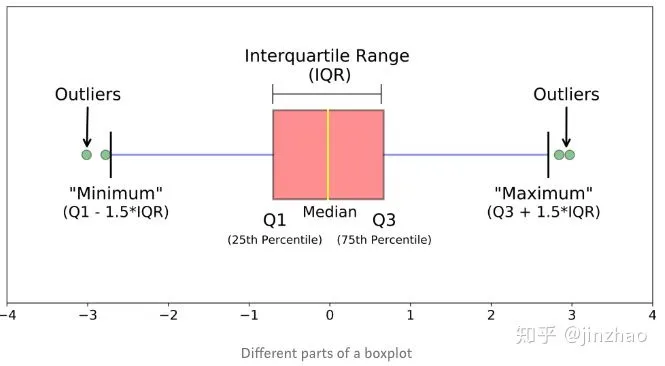 Interquartile Range
(IQR)
Outliers
Outliers
"Minimum"
(Q1 - 1.5*IQR)
"Maximum"
(Q3 + 1.5*IQR)
Q1
Median
Q3
(25th Percentile)
(75th Percentile)
−4
−3
−2
−1
0
1
2
3
4
知乎 @jinzhao
Different parts of a boxplot